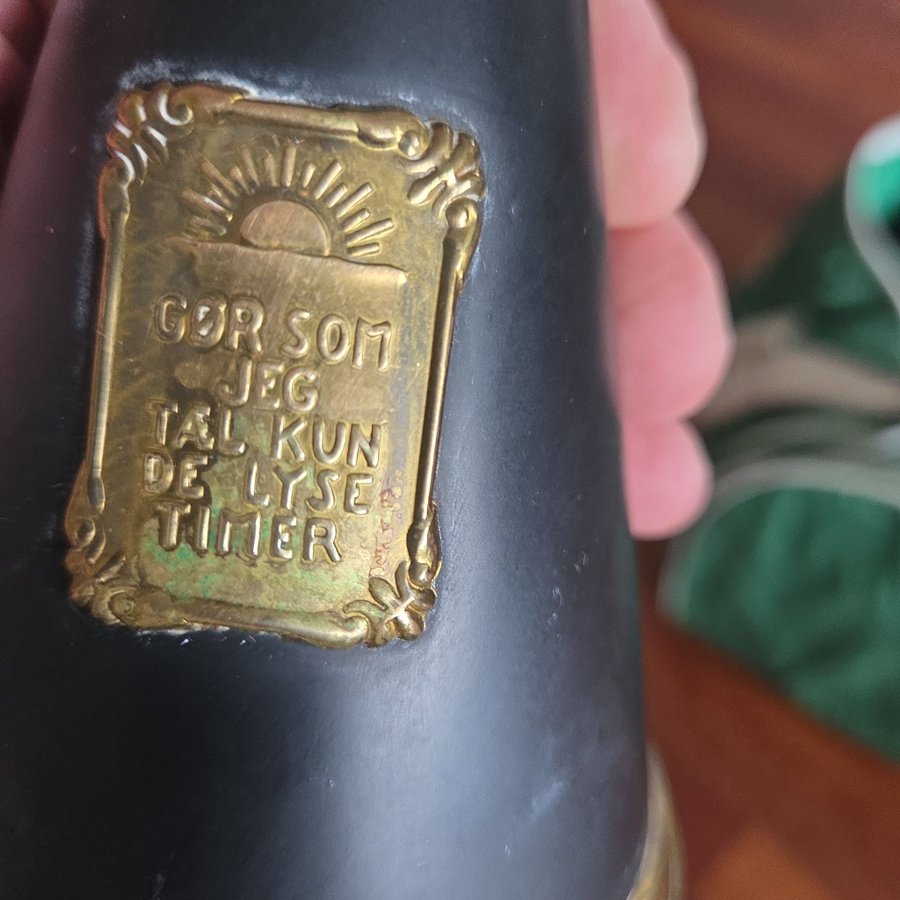 GØR SOM
JEG
TÆL KUN
DE LYSE
TIMER